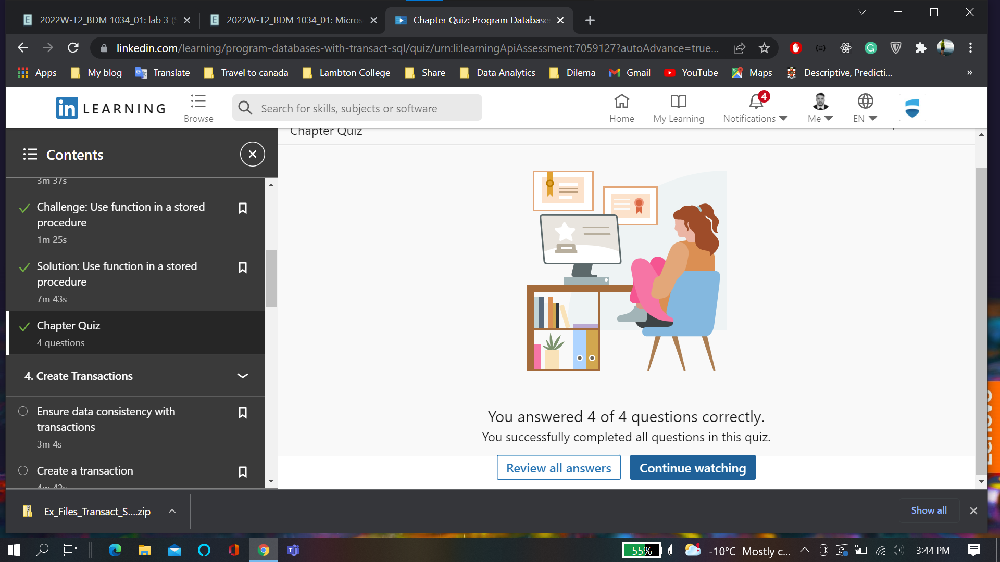 2022W-T2_BDM 1034_01: lab 3 (S
2022W-T2_BDM 1034_01: Micros
Chapter Quiz: Program Database
linkedin.com/learning/program-databases-with-transact-sql/quiz/urn:li:learningApiAssessment:7059127?autoAdvance=true...
Apps
My blog
Translate
Travel to canada
Lambton College
Share
Data Analytics
Dilema
Gmail
YouTube
Maps
Descriptive, Predicti...
»
in LEARNING
Browse
Search for skills, subjects or software
Home
My Learning
4
Notifications
Me
EN
Chapter Quiz
Contents
3m 37s
Challenge: Use function in a stored
procedure
1m 25s
Solution: Use function in a stored
procedure
7m 43s
Chapter Quiz
4 questions
4. Create Transactions
Ensure data consistency with
transactions
3m 4s
Create a transaction
4m 42s
You answered 4 of 4 questions correctly.
You successfully completed all questions in this quiz.
Review all answers
Continue watching
Lenovo
Ex_Files_Transact_S....zip
Show all
55%
-10°C Mostly c...
3:44 PM